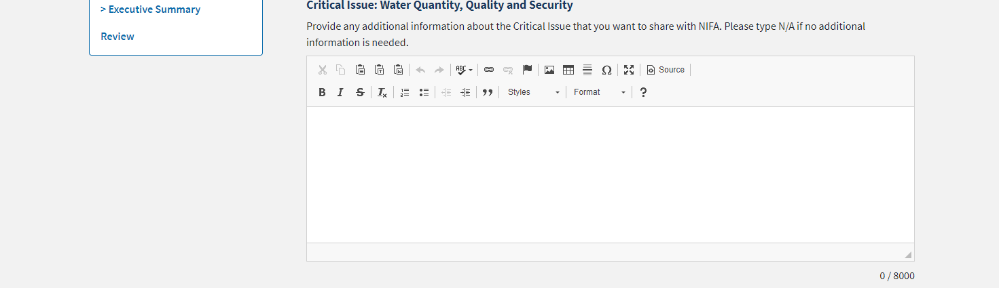 > Executive Summary
Review
Critical Issue: Water Quantity, Quality and Security
Provide any additional information about the Critical Issue that you want to share with NIFA. Please type N/A if no additional
information is needed.
ABC Ω Source
B I S Tx Styles Format ?
0 / 8000